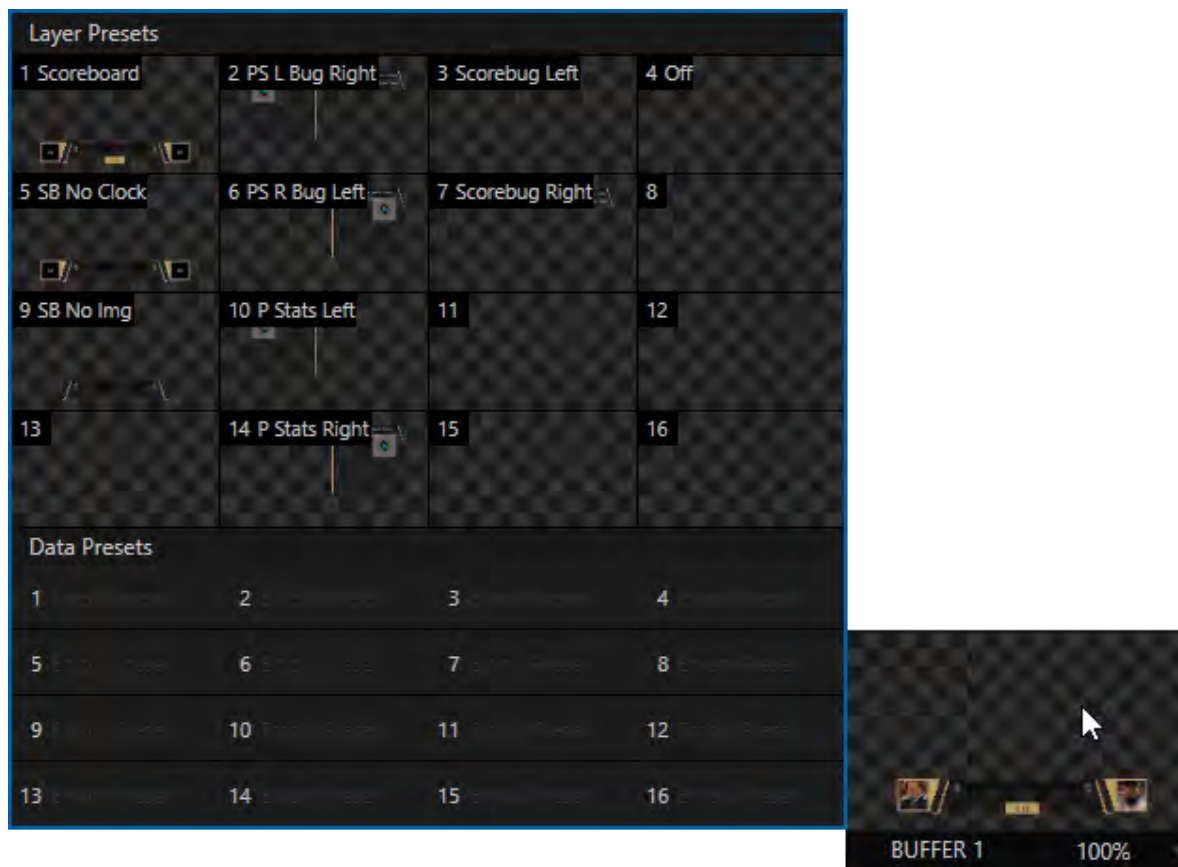 Layer Presets
1 Scoreboard 2 PS L Bug Right 3 Scorebug Left 4 Off
5 SB No Clock 6 PS R Bug Left 7 Scorebug Right 8
9 SB No Img 10 P Stats Left 11 12
13 14 P Stats Right 15 16
Data Presets
1 2 3 4
5 6 7 8
9 10 11 12
13 14 15 16
BUFFER 1 100%